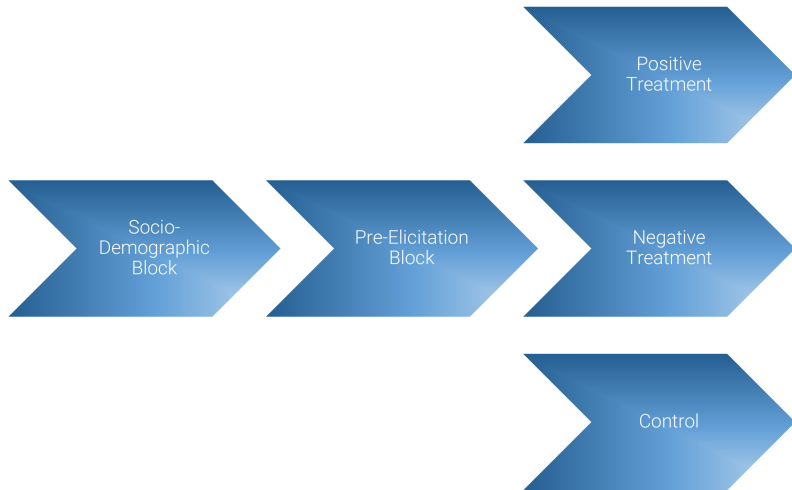 Positive
Treatment
Socio-
Demographic
Block
Pre-Elicitation
Block
Negative
Treatment
Control